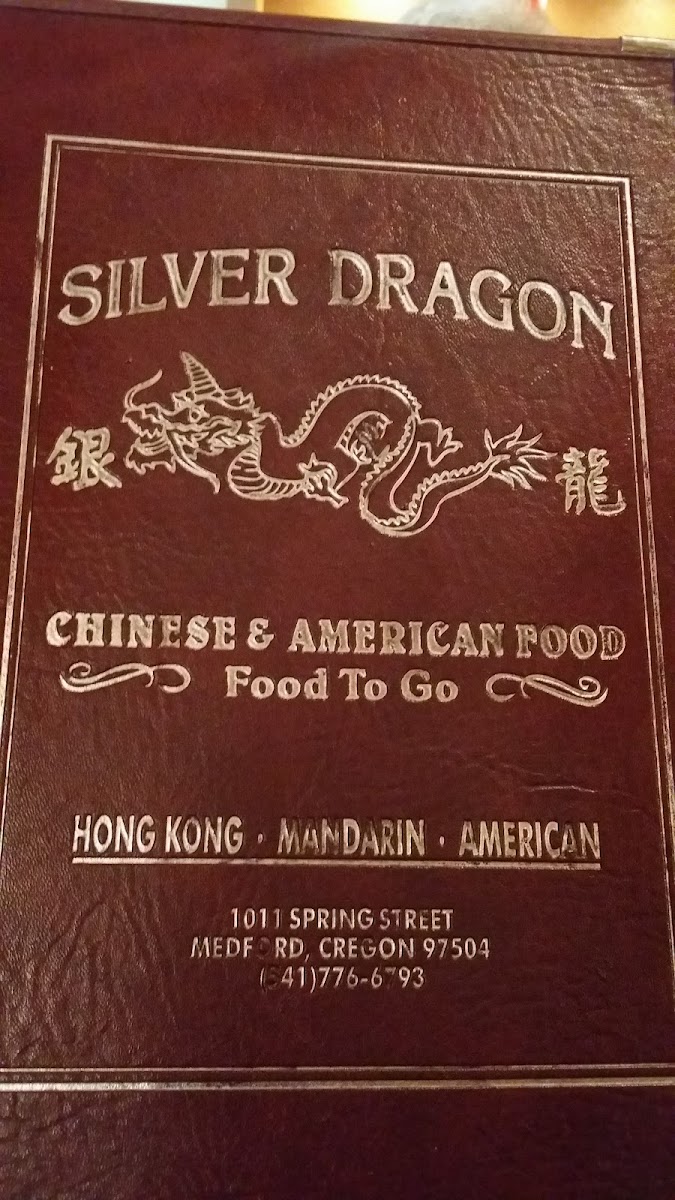 SILVER DRAGON
銀 龍
CHINESE & AMERICAN FOOD
Food To Go
HONG KONG · MANDARIN · AMERICAN
1011 SPRING STREET
MEDFORD, OREGON 97504
(541)776-6793